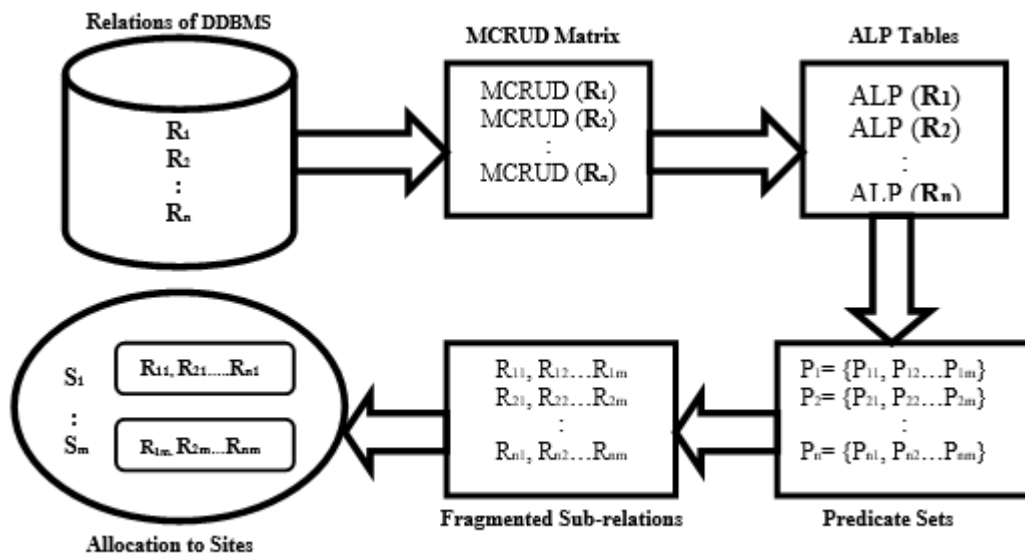 Relations of DDBMS
R₁
R₂
:
Rₙ
MCRUD Matrix
MCRUD (R₁)
MCRUD (R₂)
:
MCRUD (Rₙ)
ALP Tables
ALP (R1)
ALP (R2)
:
ALP (Rn)
P₁= {P₁₁, P₁₂...P₁ₘ}
P₂= {P₂₁, P₂₂...P₂ₘ}
:
Pₙ= {Pₙ₁, Pₙ₂...Pₙₘ}
Predicate Sets
R₁₁, R₁₂...R₁ₘ
R₂₁, R₂₂...R₂ₘ
:
Rₙ₁, Rₙ₂...Rₙₘ
Fragmented Sub-relations
S₁ R₁₁, R₂₁.....Rₙ₁
:
Sₘ R₁ₘ, R₂ₘ...Rₙₘ
Allocation to Sites